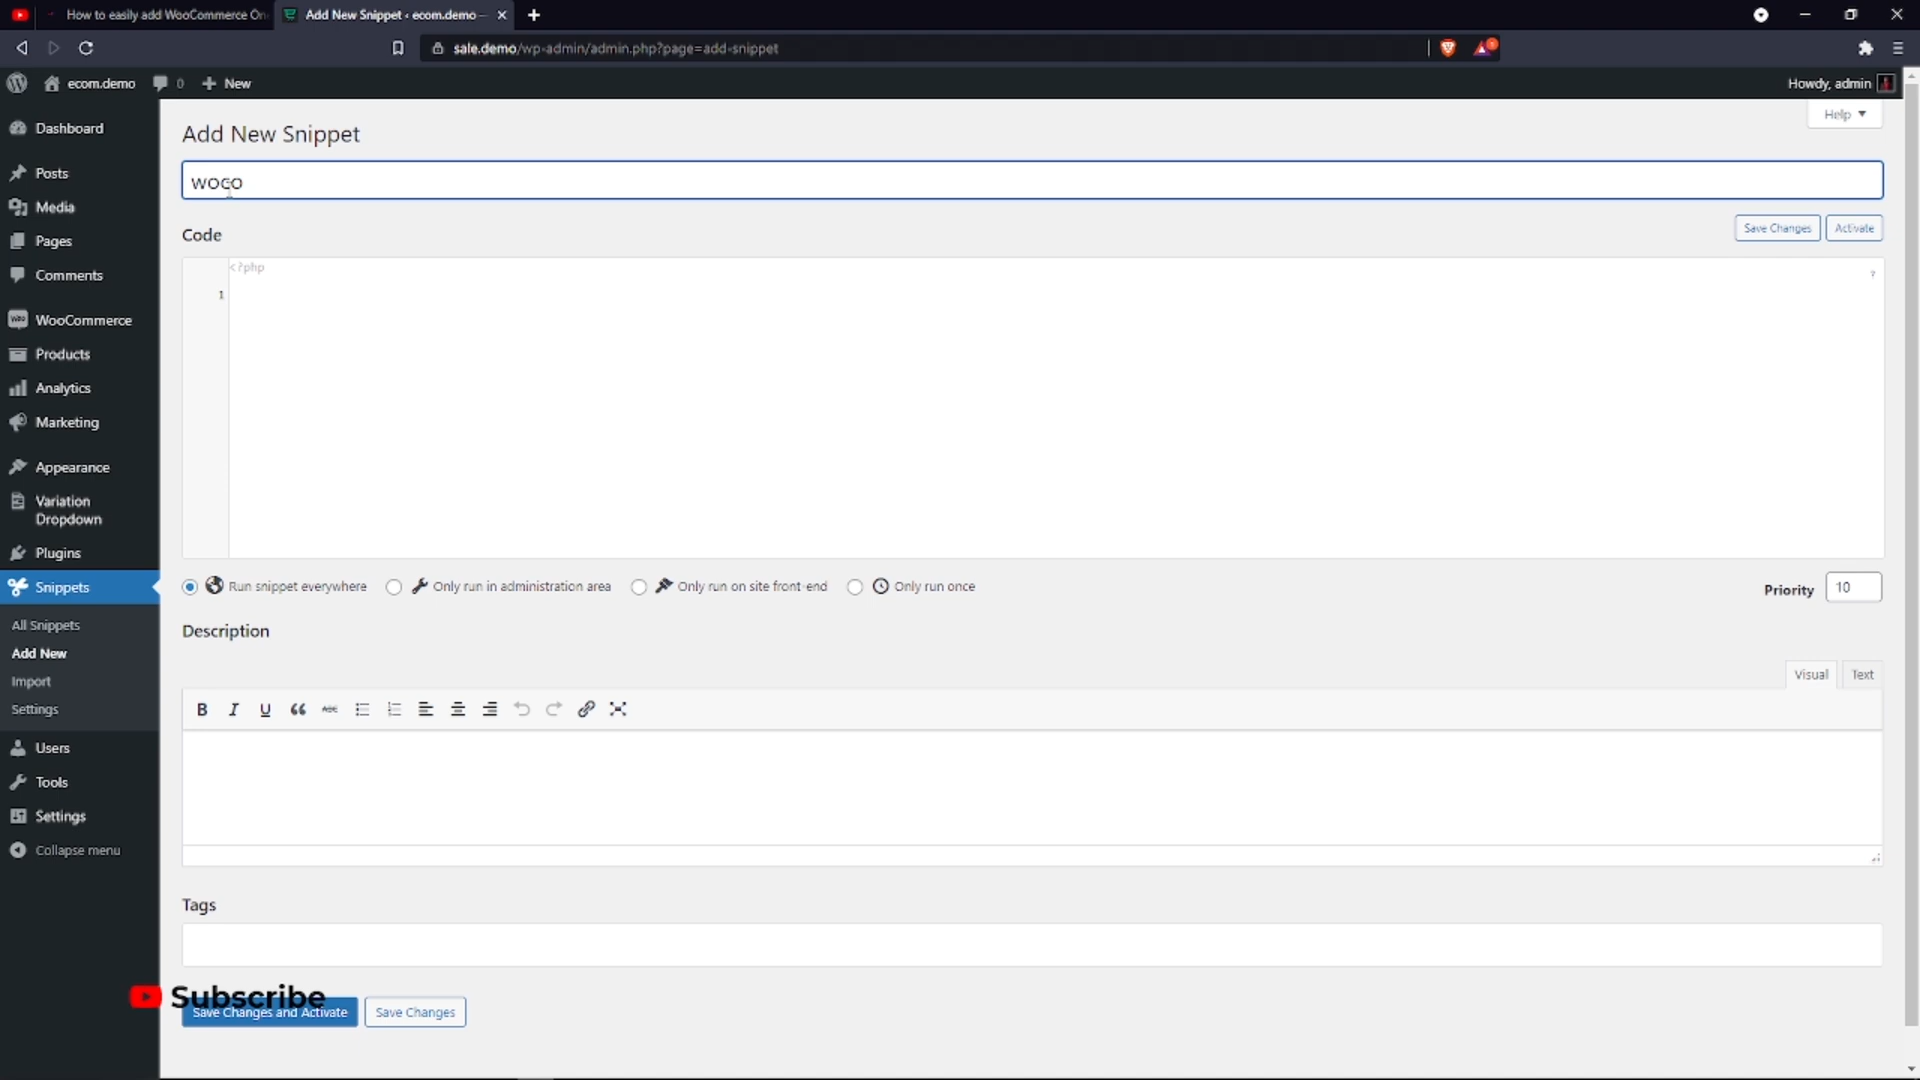 How to easily add WooCommerce On
Add New Snippet ‹ ecom.demo —
sale.demo/wp-admin/admin.php?page=add-snippet
ecom.demo
0
New
Howdy, admin
Help
Dashboard
Posts
Media
Pages
Comments
WooCommerce
Products
Analytics
Marketing
Appearance
Variation
Dropdown
Plugins
Snippets
All Snippets
Add New
Import
Settings
Users
Tools
Settings
Collapse menu
Add New Snippet
woco
Code
Save Changes
Activate
<?php
?
1
Run snippet everywhere
Only run in administration area
Only run on site front-end
Only run once
Priority
10
Description
Visual
Text
B I U ABC
Tags
Subscribe
Save Changes and Activate
Save Changes